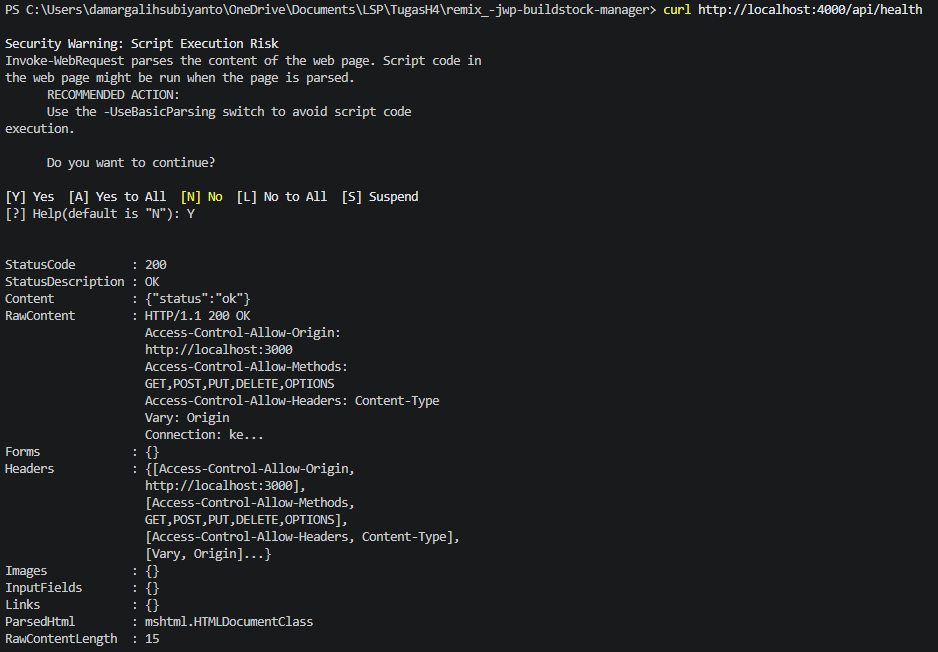 PS C:\Users\damargalihsubiyanto\OneDrive\Documents\LSP\TugasH4\remix_-jwp-buildstock-manager> curl http://localhost:4000/api/health
Security Warning: Script Execution Risk
Invoke-WebRequest parses the content of the web page. Script code in
the web page might be run when the page is parsed.
RECOMMENDED ACTION:
Use the -UseBasicParsing switch to avoid script code
execution.
Do you want to continue?
[Y] Yes  [A] Yes to All  [N] No  [L] No to All  [S] Suspend
[?] Help(default is "N"): Y
StatusCode        : 200
StatusDescription : OK
Content           : {"status":"ok"}
RawContent        : HTTP/1.1 200 OK
Access-Control-Allow-Origin:
http://localhost:3000
Access-Control-Allow-Methods:
GET,POST,PUT,DELETE,OPTIONS
Access-Control-Allow-Headers: Content-Type
Vary: Origin
Connection: ke...
Forms             : {}
Headers           : {[Access-Control-Allow-Origin,
http://localhost:3000],
[Access-Control-Allow-Methods,
GET,POST,PUT,DELETE,OPTIONS],
[Access-Control-Allow-Headers, Content-Type],
[Vary, Origin]...}
Images            : {}
InputFields       : {}
Links             : {}
ParsedHtml        : mshtml.HTMLDocumentClass
RawContentLength  : 15